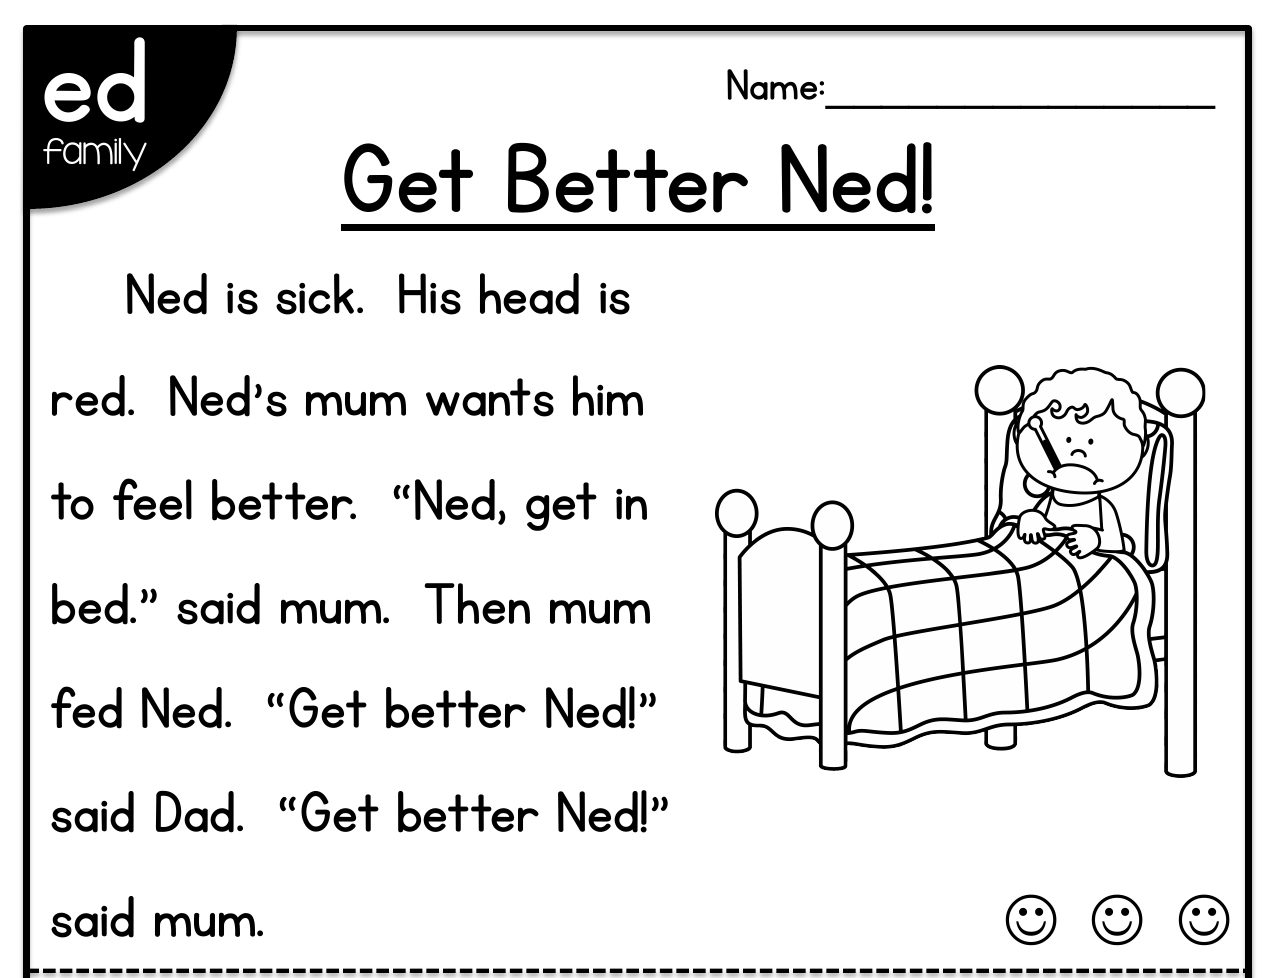 ed
family
Name:
Get Better Ned!
Ned is sick. His head is
red. Ned’s mum wants him
to feel better. “Ned, get in
bed.” said mum. Then mum
fed Ned. “Get better Ned!”
said Dad. “Get better Ned!”
said mum.